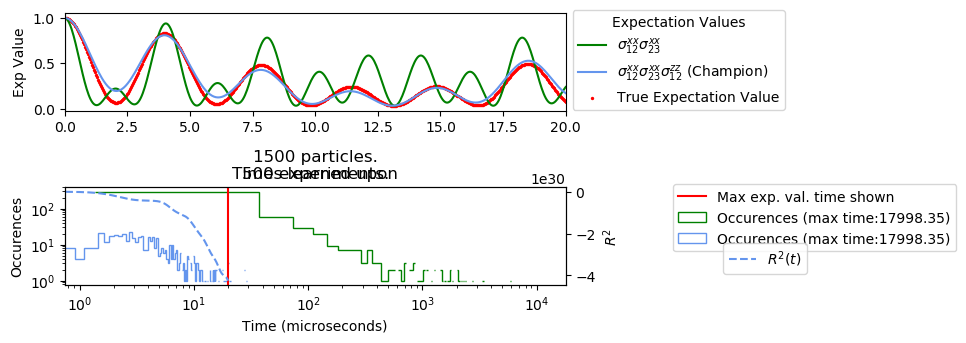 1.0
0.5
0.0
Exp Value
0.0 2.5 5.0 7.5 10.0 12.5 15.0 17.5 20.0
Expectation Values
σ₁₂ˣˣσ₂₃ˣˣ
σ₁₂ˣˣσ₂₃ˣˣσ₁₂ᶻᶻ (Champion)
True Expectation Value
1500 particles.
500 experiments.
Times learned upon
1e30
10²
10¹
10⁰
Occurences
0
−2
−4
R²
10⁰ 10¹ 10² 10³ 10⁴
Time (microseconds)
Max exp. val. time shown
Occurences (max time:17998.35)
Occurences (max time:17998.35)
R²(t)